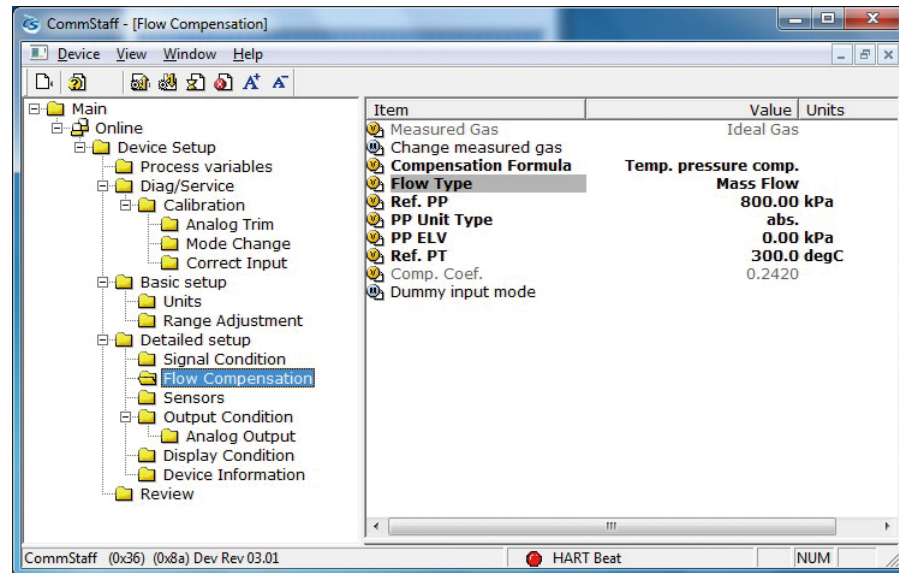 CommStaff - [Flow Compensation]
Device View Window Help
Main
Online
Device Setup
Process variables
Diag/Service
Calibration
Analog Trim
Mode Change
Correct Input
Basic setup
Units
Range Adjustment
Detailed setup
Signal Condition
Flow Compensation
Sensors
Output Condition
Analog Output
Display Condition
Device Information
Review
Item Value Units
Measured Gas Ideal Gas
Change measured gas
Compensation Formula Temp. pressure comp.
Flow Type Mass Flow
Ref. PP 800.00 kPa
PP Unit Type abs.
PP ELV 0.00 kPa
Ref. PT 300.0 degC
Comp. Coef. 0.2420
Dummy input mode
CommStaff (0x36) (0x8a) Dev Rev 03.01 HART Beat NUM